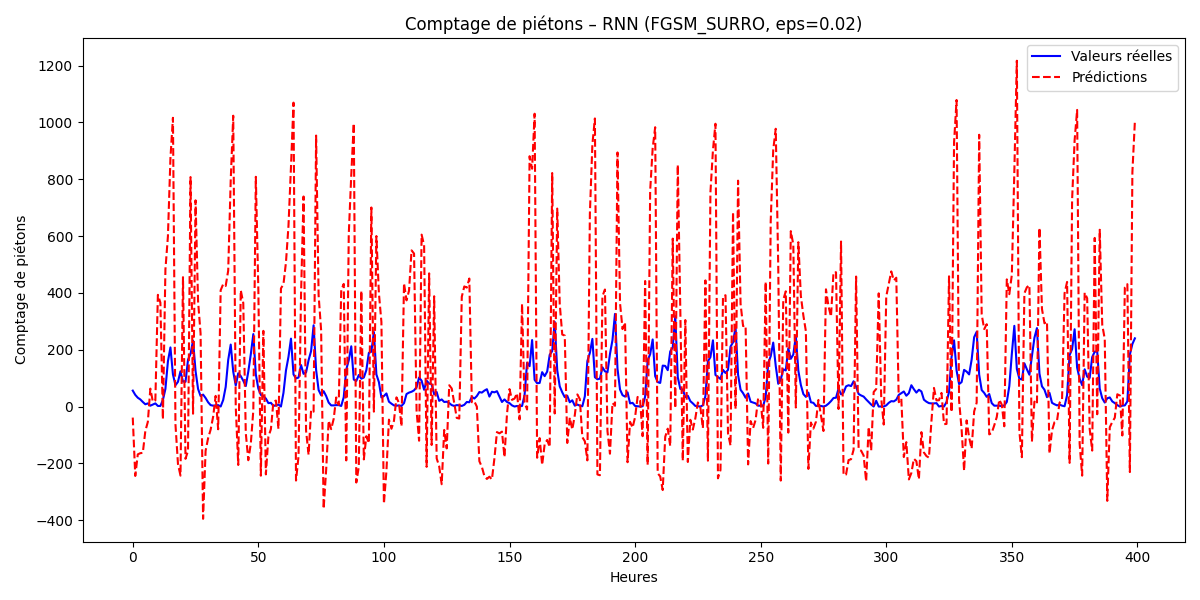 Comptage de piétons – RNN (FGSM_SURRO, eps=0.02)
Valeurs réelles
Prédictions
Comptage de piétons
1200
1000
800
600
400
200
0
−200
−400
0 50 100 150 200 250 300 350 400
Heures